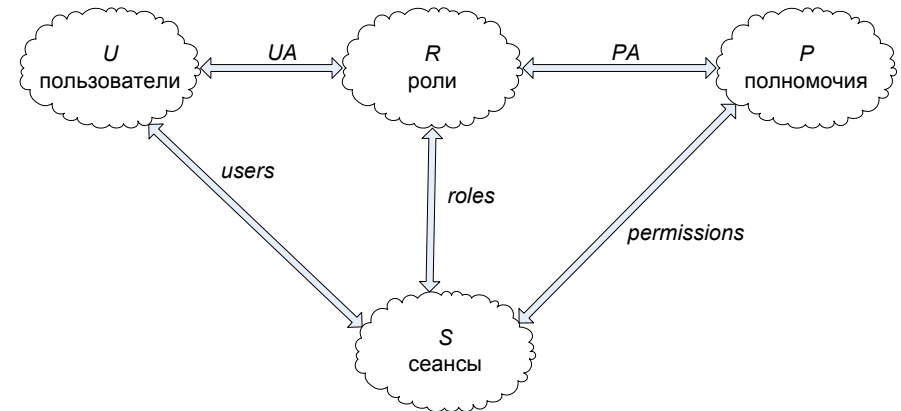 U
пользователи
UA
R
роли
PA
P
полномочия
users
roles
permissions
S
сеансы